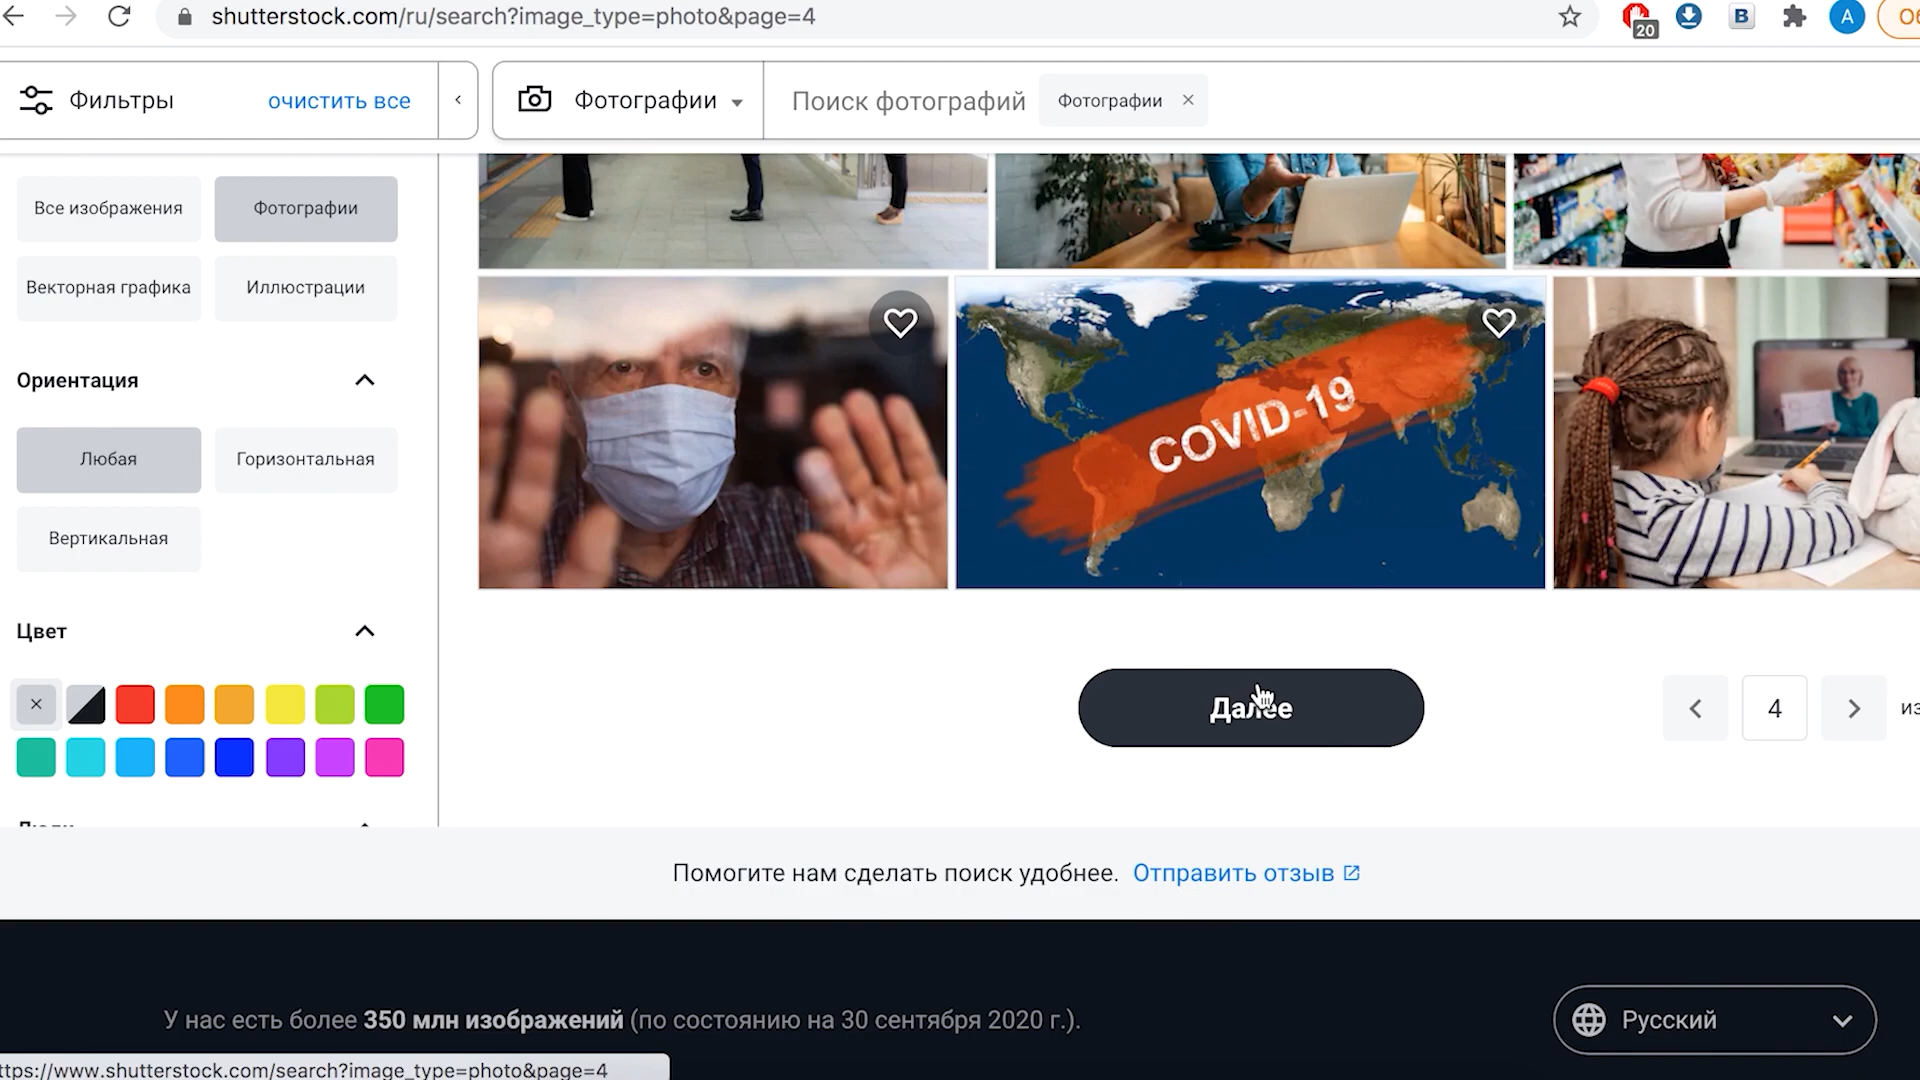 shutterstock.com/ru/search?image_type=photo&page=4
20
B
A
Фильтры
очистить все
Фотографии
Поиск фотографий
Фотографии
Все изображения
Фотографии
Векторная графика
Иллюстрации
Ориентация
Любая
Горизонтальная
Вертикальная
COVID-19
Цвет
Далее
4
Помогите нам сделать поиск удобнее. Отправить отзыв
У нас есть более 350 млн изображений (по состоянию на 30 сентября 2020 г.).
Русский
ttps://www.shutterstock.com/search?image_type=photo&page=4